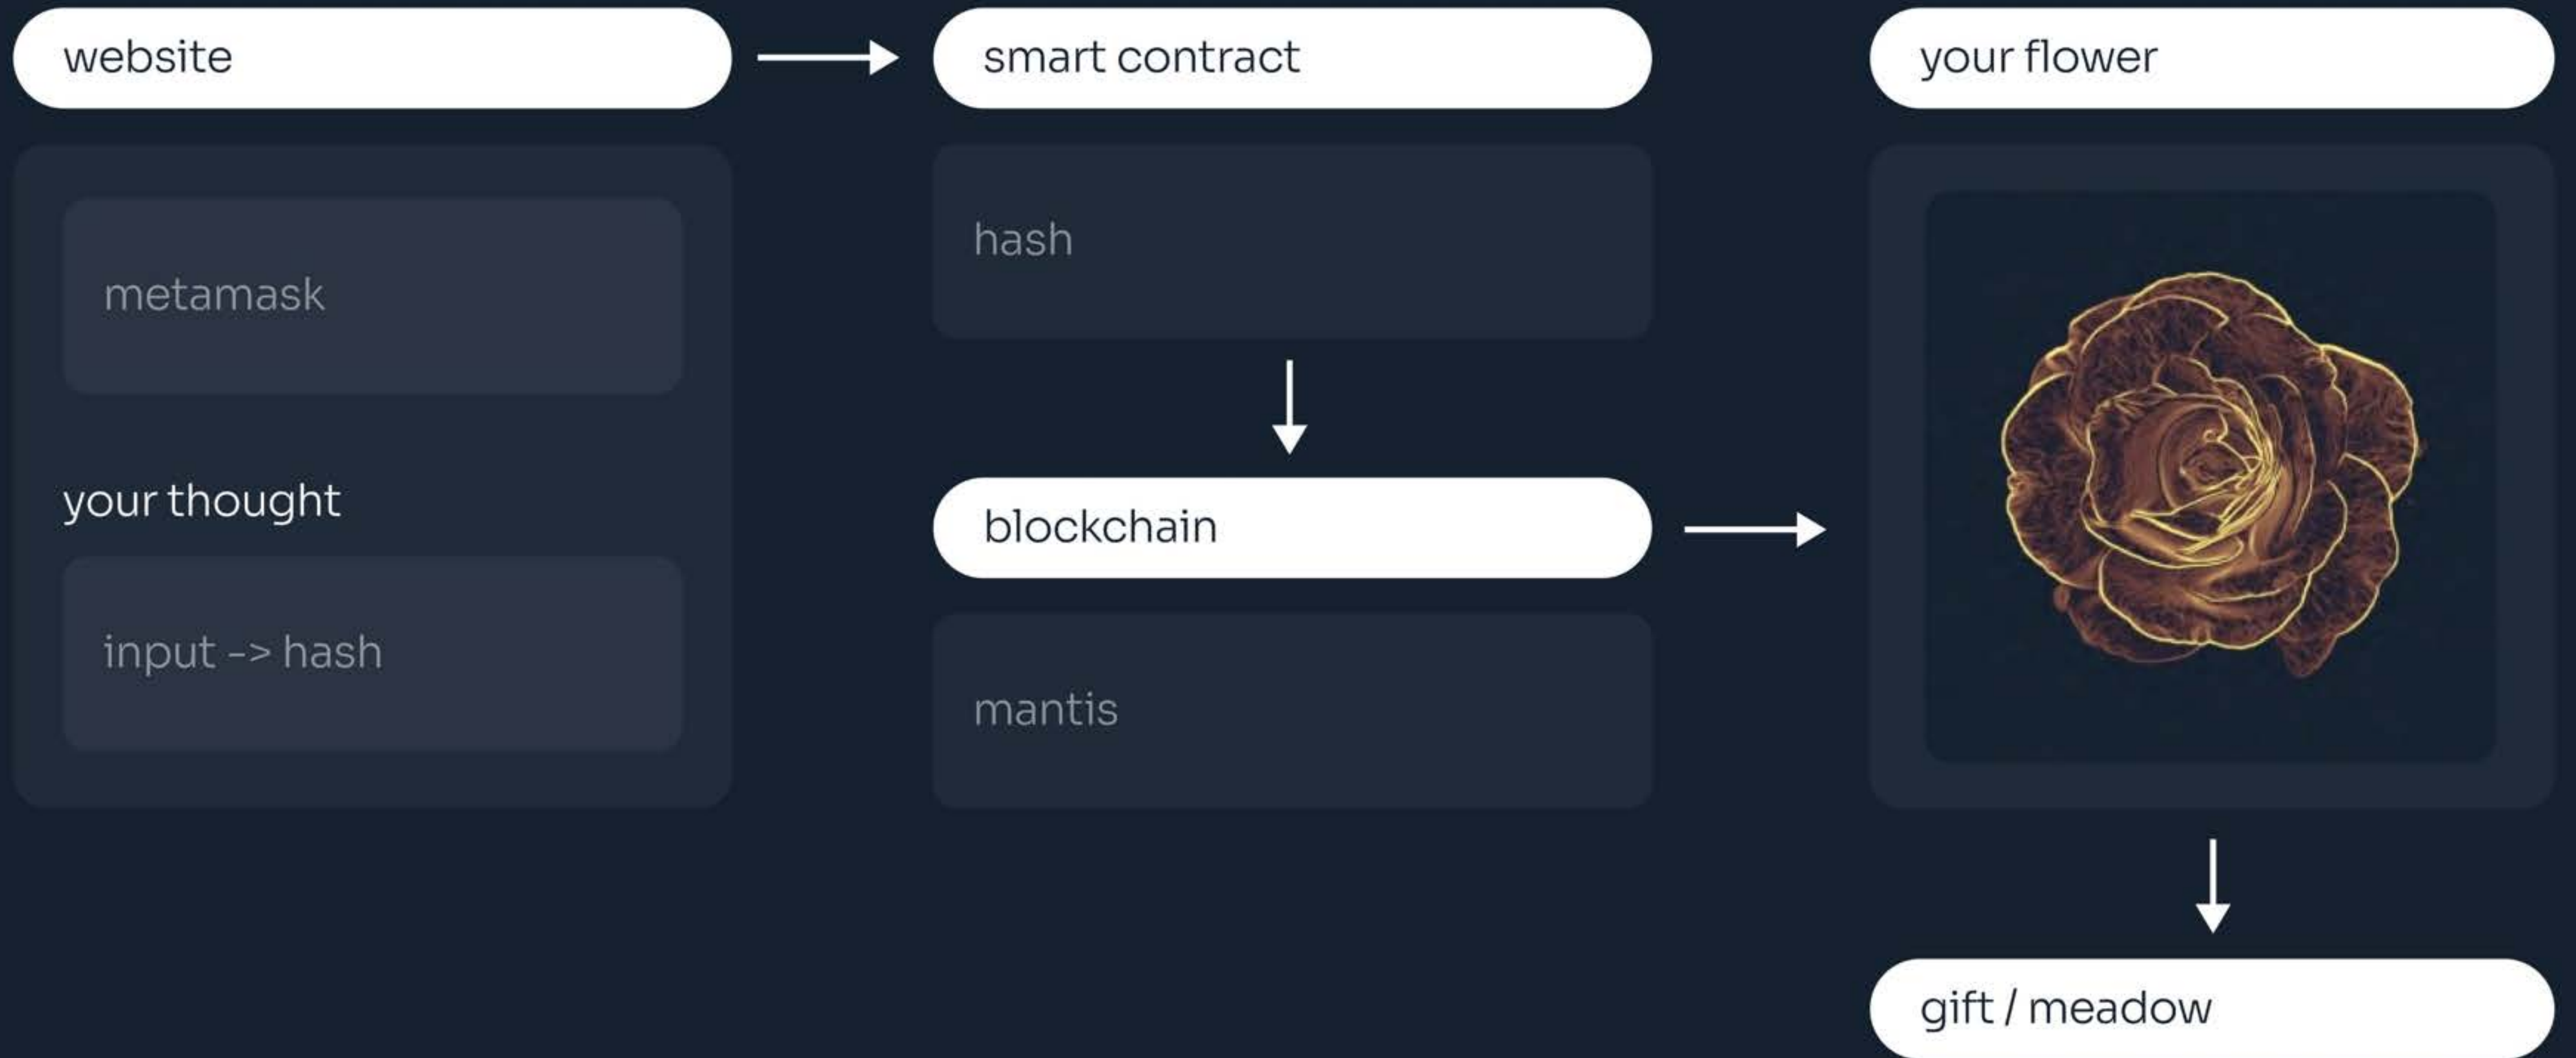 website
metamask
your thought
input -> hash
smart contract
hash
blockchain
mantis
your flower
gift / meadow